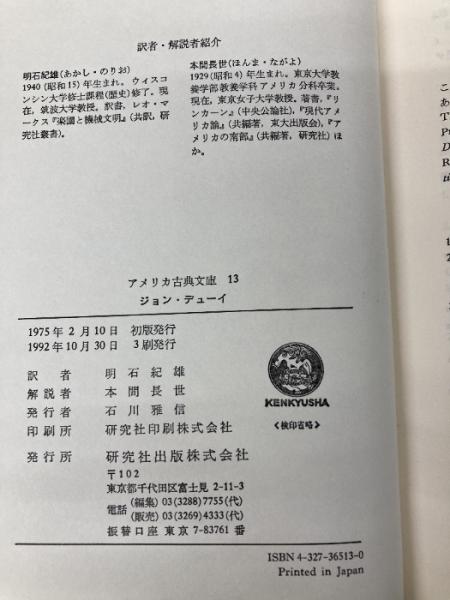 訳者・解説者紹介
明石紀雄(あかし・のりお)
1940(昭和15)年生まれ。ウィスコ
ンシン大学修士課程(歴史)修了。現
在，筑波大学教授。訳書，レオ・マ
ークス『楽園と機械文明』(共訳，研
究社叢書)。
本間長世(ほんま・ながよ)
1929(昭和4)年生まれ。東京大学教
養学部教養学科アメリカ分科卒業。
現在，東京女子大学教授。著書，『リ
ンカーン』(中央公論社)，『現代アメ
リカ論』(共編著，東大出版会)，『ア
メリカの南部』(共編著，研究社) ほ
か。
アメリカ古典文庫 13
ジョン・デューイ
1975年 2月10日 初版発行
1992年10月30日 3刷発行
訳者 明石紀雄
解説者 本間長世
発行者 石川雅信
印刷所 研究社印刷株式会社
発行所 研究社出版株式会社
〒102
東京都千代田区富士見 2-11-3
電話 (編集) 03(3288)7755(代)
(販売) 03(3269)4333(代)
振替口座 東京 7-83761 番
KENKYUSHA
〈検印省略〉
ISBN 4-327-36513-0
Printed in Japan